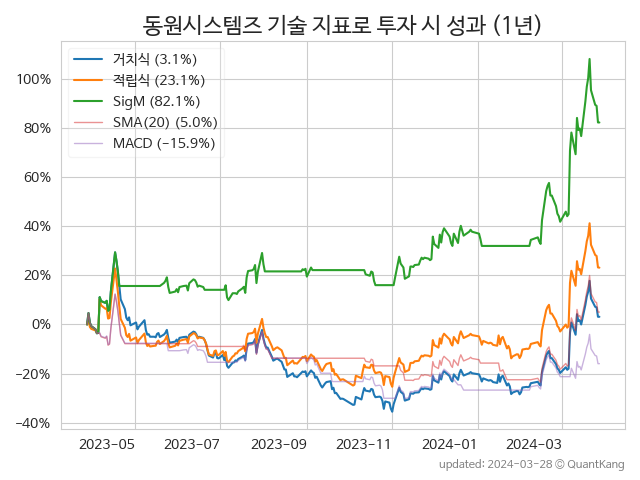 동원시스템즈 기술 지표로 투자 시 성과 (1년)
거치식 (3.1%)
적립식 (23.1%)
SigM (82.1%)
SMA(20) (5.0%)
MACD (−15.9%)
100%
80%
60%
40%
20%
0%
−20%
−40%
2023-05 2023-07 2023-09 2023-11 2024-01 2024-03
updated: 2024-03-28 © QuantKang